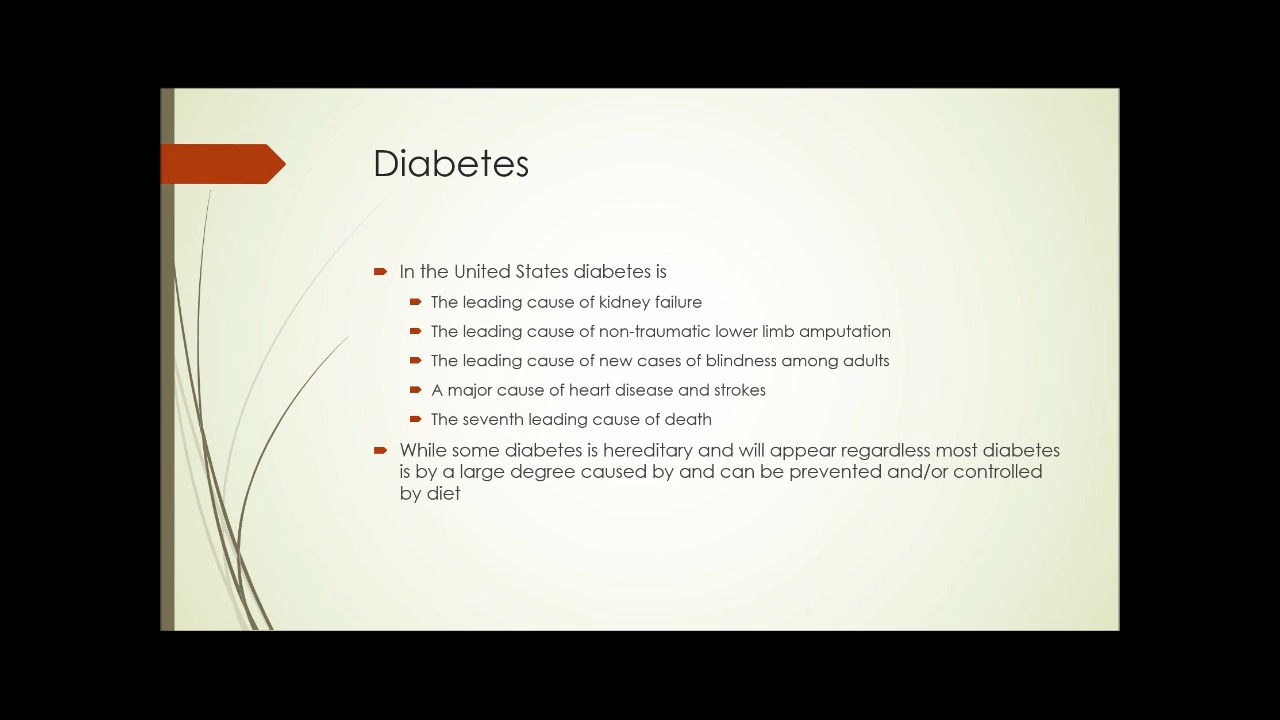 Diabetes
In the United States diabetes is
The leading cause of kidney failure
The leading cause of non-traumatic lower limb amputation
The leading cause of new cases of blindness among adults
A major cause of heart disease and strokes
The seventh leading cause of death
While some diabetes is hereditary and will appear regardless most diabetes
is by a large degree caused by and can be prevented and/or controlled
by diet